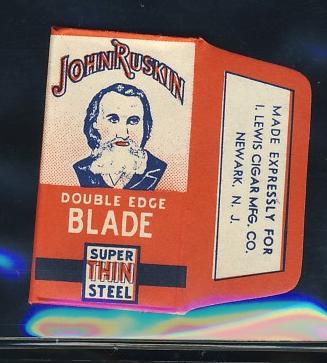 JOHN RUSKIN
DOUBLE EDGE
BLADE
SUPER
THIN
STEEL
MADE EXPRESSLY FOR
I. LEWIS CIGAR MFG. CO.
NEWARK, N. J.